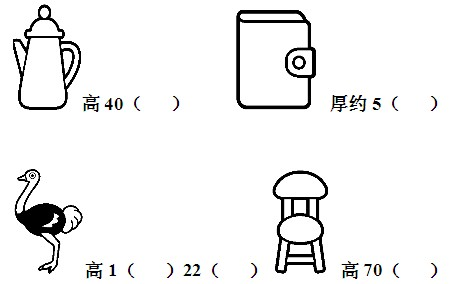 高 40（    ） 厚约 5（    ）
高 1（    ）22（    ） 高 70（    ）